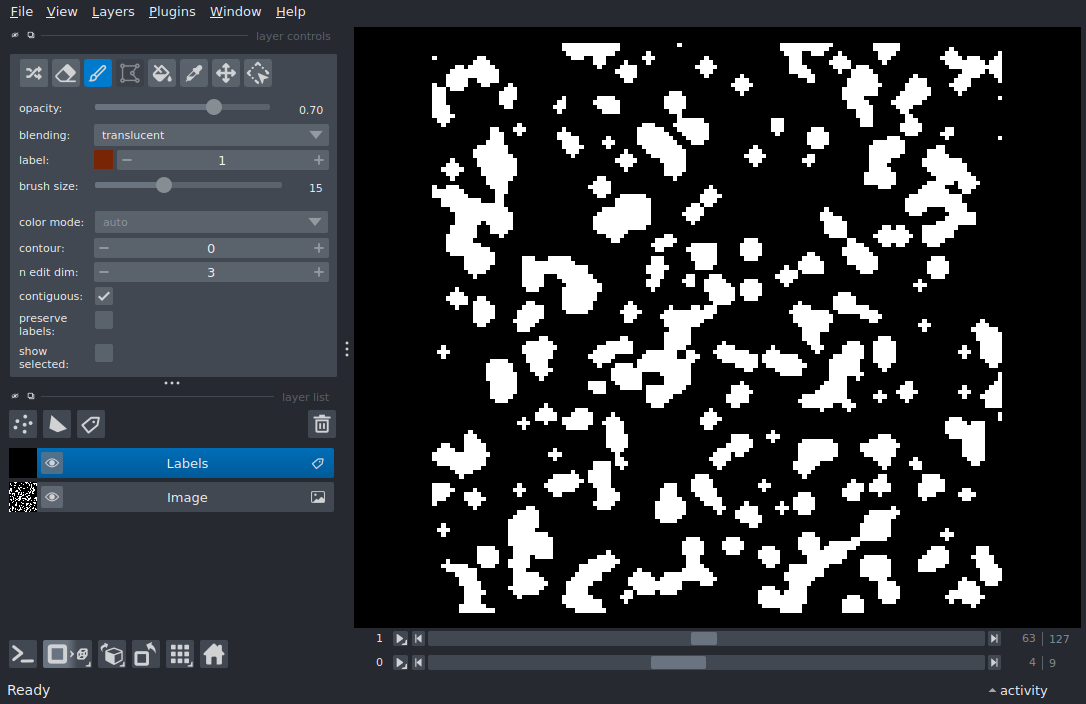 File View Layers Plugins Window Help
layer controls
opacity: 0.70
blending: translucent
label: 1
brush size: 15
color mode: auto
contour: 0
n edit dim: 3
contiguous:
preserve
labels:
show
selected:
layer list
Labels
Image
1 63 127
0 4 9
Ready activity